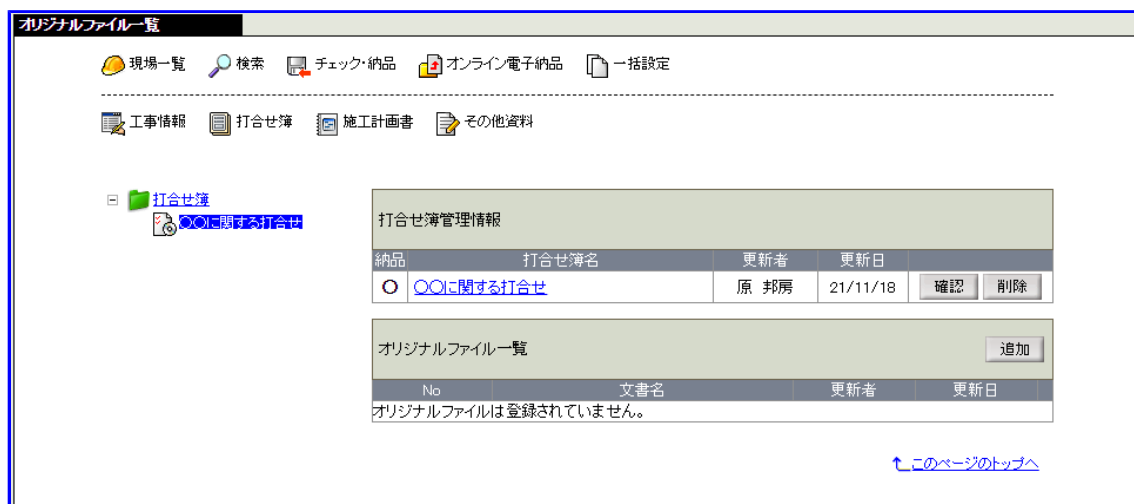 オリジナルファイル一覧
現場一覧 検索 チェック・納品 オンライン電子納品 一括設定
工事情報 打合せ簿 施工計画書 その他資料
打合せ簿
〇〇に関する打合せ
打合せ簿管理情報
納品 打合せ簿名 更新者 更新日
〇 〇〇に関する打合せ 原 邦房 21/11/18 確認 削除
オリジナルファイル一覧 追加
No 文書名 更新者 更新日
オリジナルファイルは登録されていません。
このページのトップへ